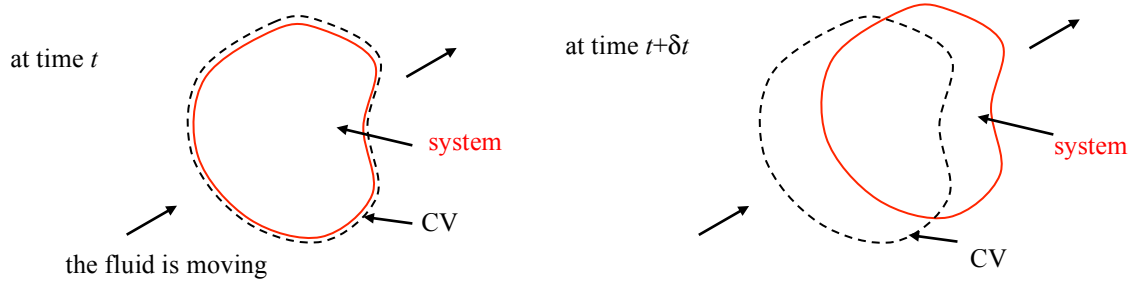 at time t
system
CV
the fluid is moving
at time t+δt
system
CV